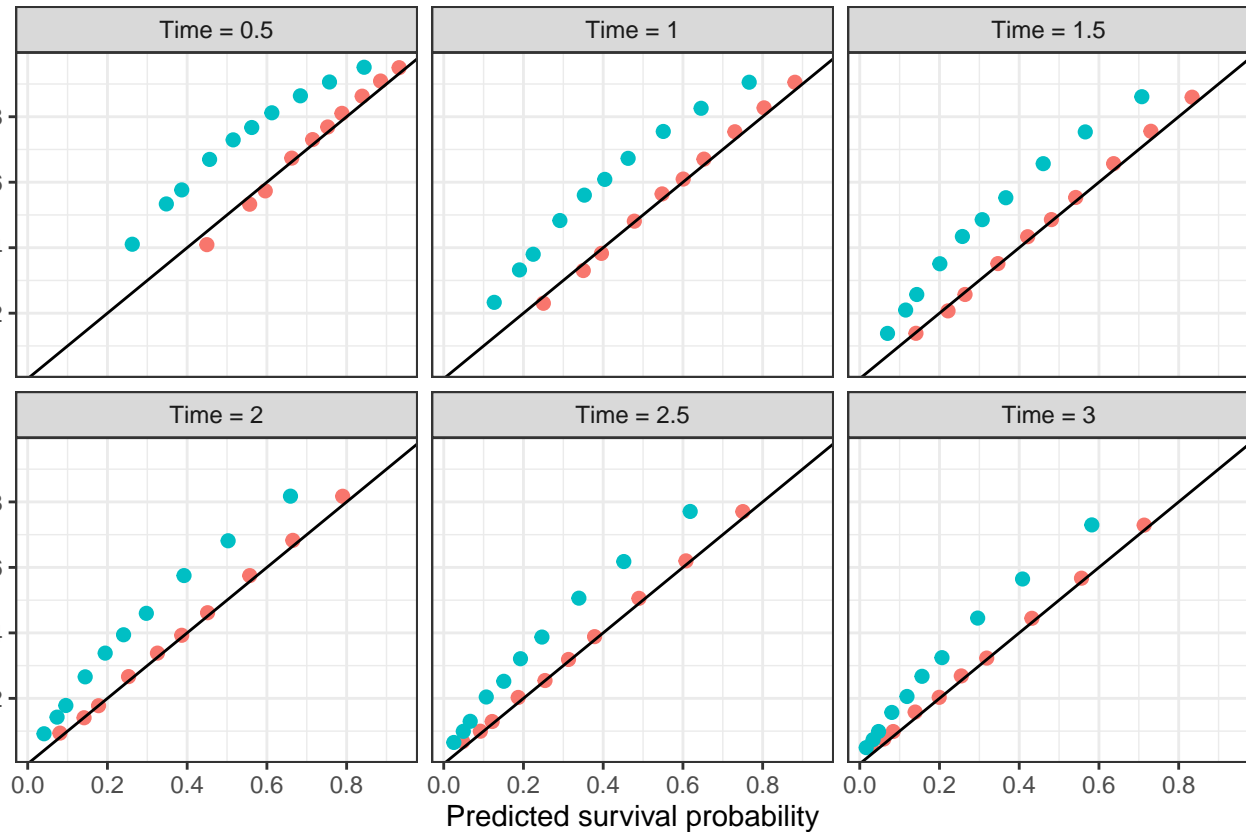 Time = 0.5 Time = 1 Time = 1.5
Time = 2 Time = 2.5 Time = 3
0.0 0.2 0.4 0.6 0.8 0.0 0.2 0.4 0.6 0.8 0.0 0.2 0.4 0.6 0.8
Predicted survival probability